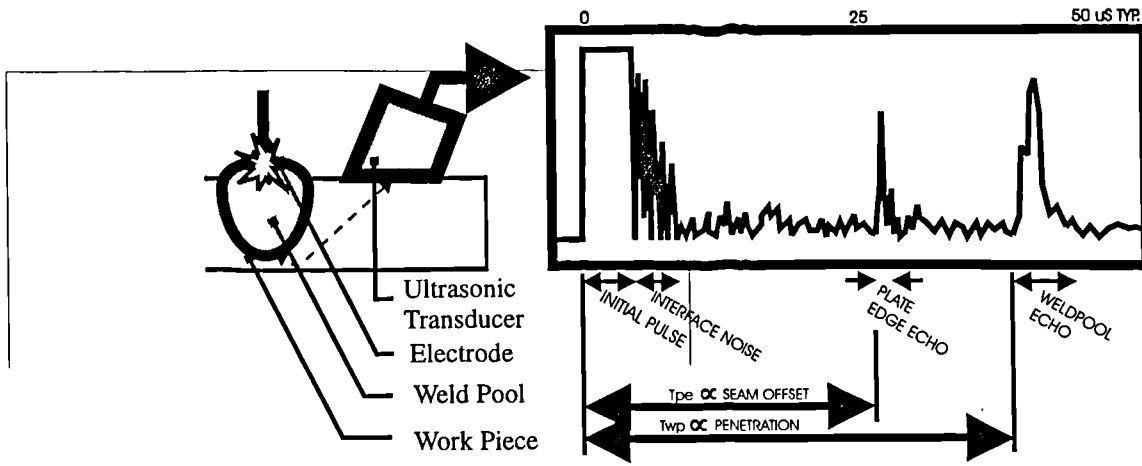 0 25 50 uS TYP.
Ultrasonic
Transducer
Electrode
Weld Pool
Work Piece
INITIAL PULSE
INTERFACE NOISE
PLATE
EDGE ECHO
WELDPOOL
ECHO
Tpe ∝ SEAM OFFSET
Twp ∝ PENETRATION